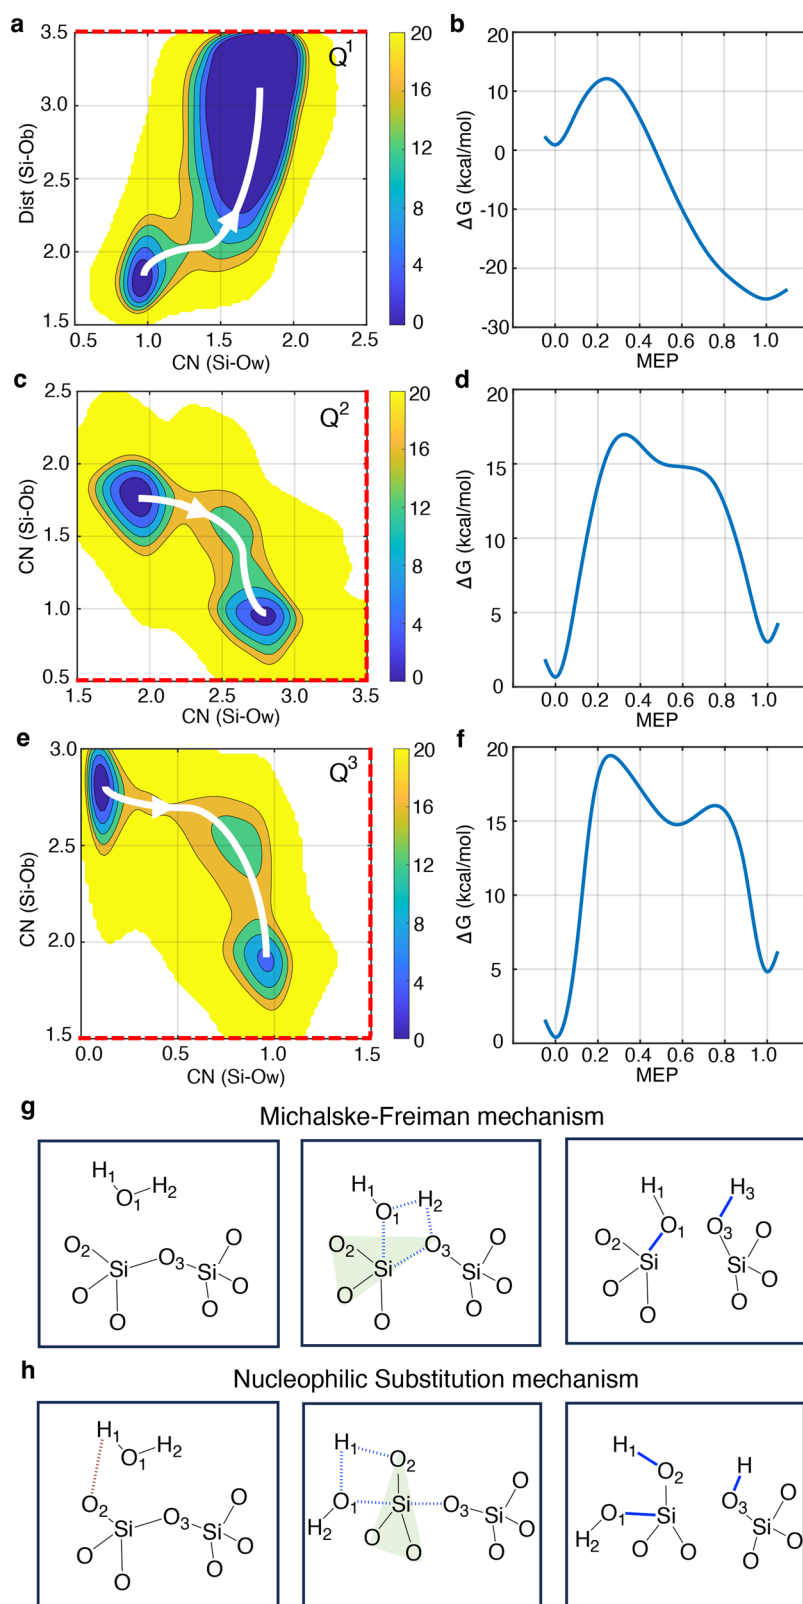 a
3.5
3.0
2.5
2.0
1.5
Dist (Si-Ob)
Q1
0.5 1.0 1.5 2.0 2.5
CN (Si-Ow)
20
16
12
8
4
0
b
20
10
0
-10
-20
-30
ΔG (kcal/mol)
0.0 0.2 0.4 0.6 0.8 1.0
MEP
c
2.5
2.0
1.5
1.0
0.5
CN (Si-Ob)
Q2
1.5 2.0 2.5 3.0 3.5
CN (Si-Ow)
20
16
12
8
4
0
d
20
15
10
5
0
ΔG (kcal/mol)
0.0 0.2 0.4 0.6 0.8 1.0
MEP
e
3.0
2.5
2.0
1.5
CN (Si-Ob)
Q3
0.0 0.5 1.0 1.5
CN (Si-Ow)
20
16
12
8
4
0
f
20
15
10
5
0
ΔG (kcal/mol)
0.0 0.2 0.4 0.6 0.8 1.0
MEP
g
Michalske-Freiman mechanism
H1
O1 H2
O2 O3 O
Si Si
O O
O O
H1 H2
O1
O2 O3 O
Si Si
O O
O O
H1 H3
O1 O3
O2 O
Si Si
O O
O O
h
Nucleophilic Substitution mechanism
H1 H2
O1
O2 O3 O
Si Si
O O
O O
H1 O2
O1 Si O3 O
H2 Si
O O O
O
H1 H
O2
O1 O3 O
Si Si
H2 O O O
O